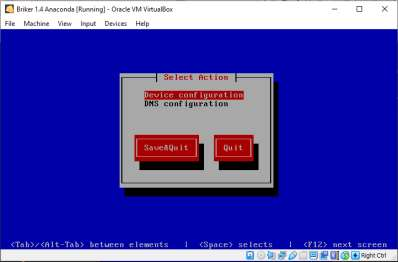 Briker 1.4 Anaconda [Running] - Oracle VM VirtualBox
File Machine View Input Devices Help
Select Action
Device configuration
DNS configuration
Save&Quit Quit
<Tab>/<Alt-Tab> between elements | <Space> selects | <F12> next screen
Right Ctrl